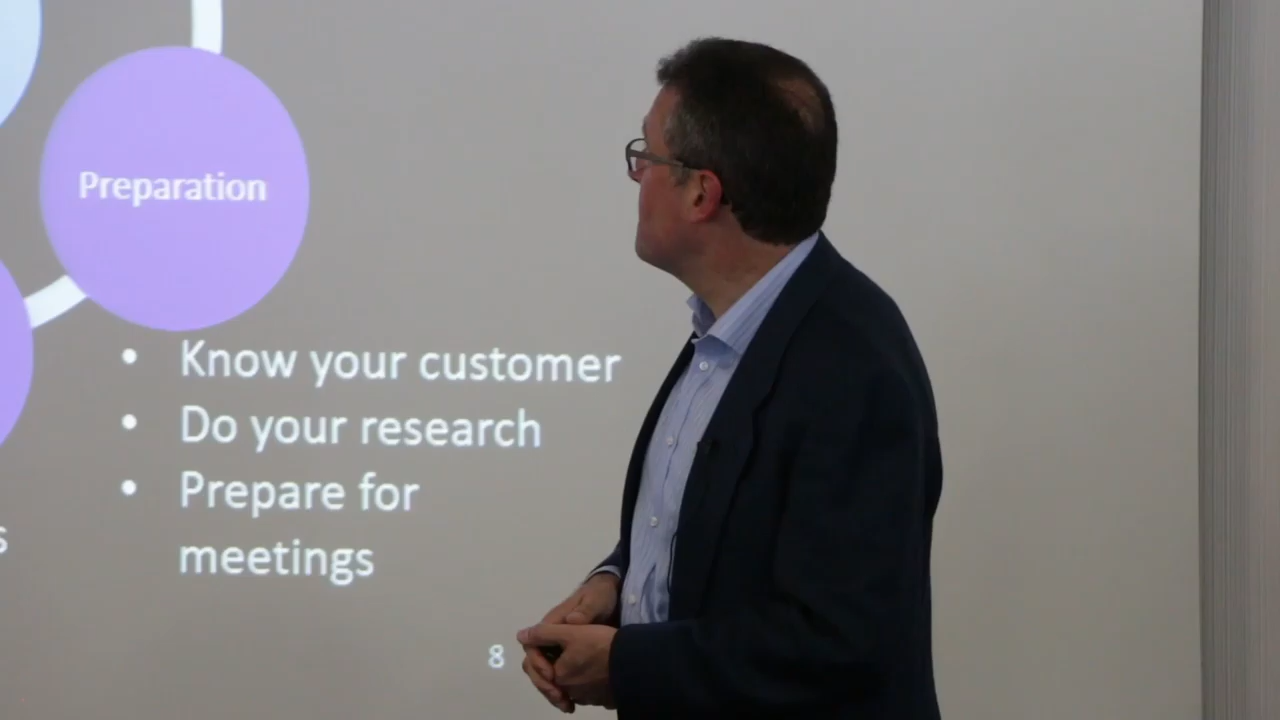 Preparation
• Know your customer
• Do your research
• Prepare for
meetings
s
8